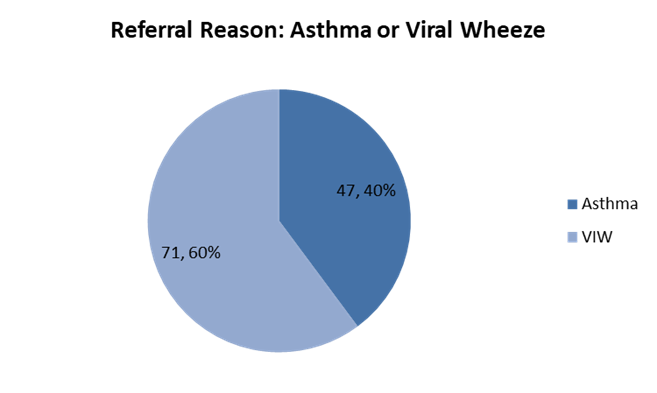 Referral Reason: Asthma or Viral Wheeze
47, 40%
71, 60%
Asthma
VIW